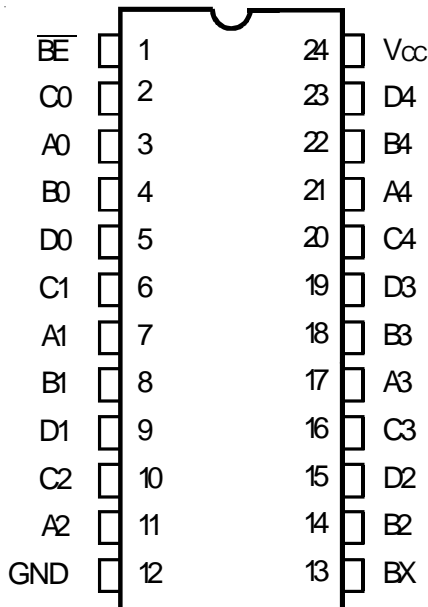 B̅E̅ 1 24 Vcc
C0 2 23 D4
A0 3 22 B4
B0 4 21 A4
D0 5 20 C4
C1 6 19 D3
A1 7 18 B3
B1 8 17 A3
D1 9 16 C3
C2 10 15 D2
A2 11 14 B2
GND 12 13 BX